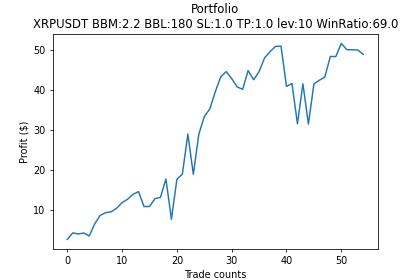 Portfolio
XRPUSDT BBM:2.2 BBL:180 SL:1.0 TP:1.0 lev:10 WinRatio:69.0
50
40
30
20
10
Profit ($)
0 10 20 30 40 50
Trade counts